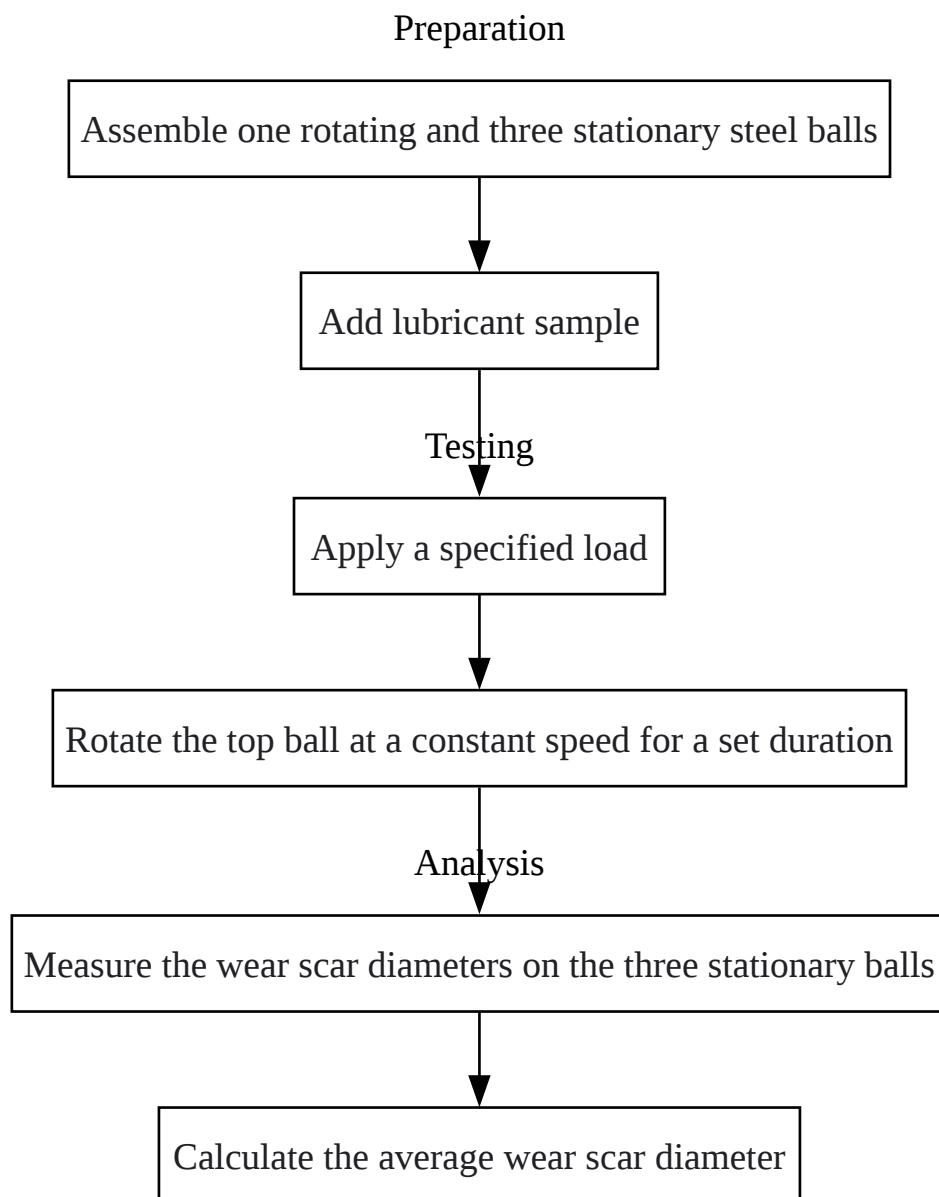 Preparation
Assemble one rotating and three stationary steel balls
Add lubricant sample
Testing
Apply a specified load
Rotate the top ball at a constant speed for a set duration
Analysis
Measure the wear scar diameters on the three stationary balls
Calculate the average wear scar diameter